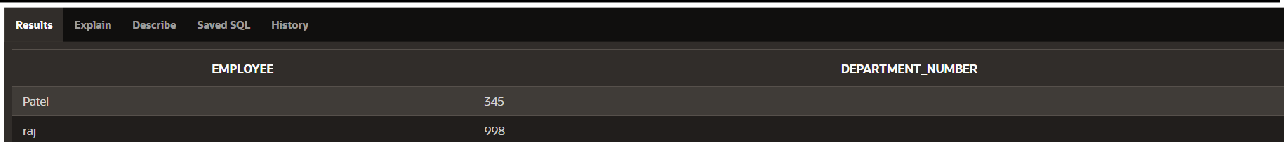 Results Explain Describe Saved SQL History
EMPLOYEE DEPARTMENT_NUMBER
Patel 345
raj 998